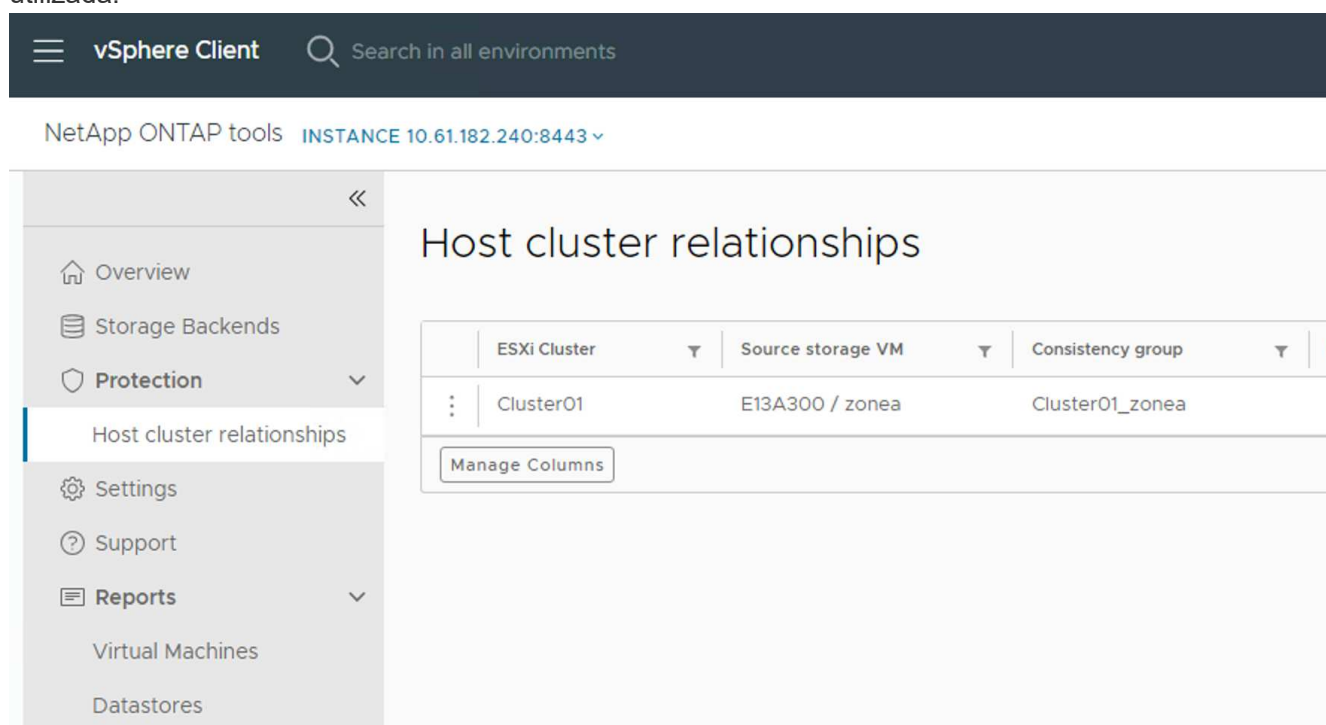 utilizada.
vSphere Client Search in all environments
NetApp ONTAP tools INSTANCE 10.61.182.240:8443
Host cluster relationships
Overview
Storage Backends
Protection
Host cluster relationships
Settings
Support
Reports
Virtual Machines
Datastores
ESXi Cluster Source storage VM Consistency group
Cluster01 E13A300 / zonea Cluster01_zonea
Manage Columns